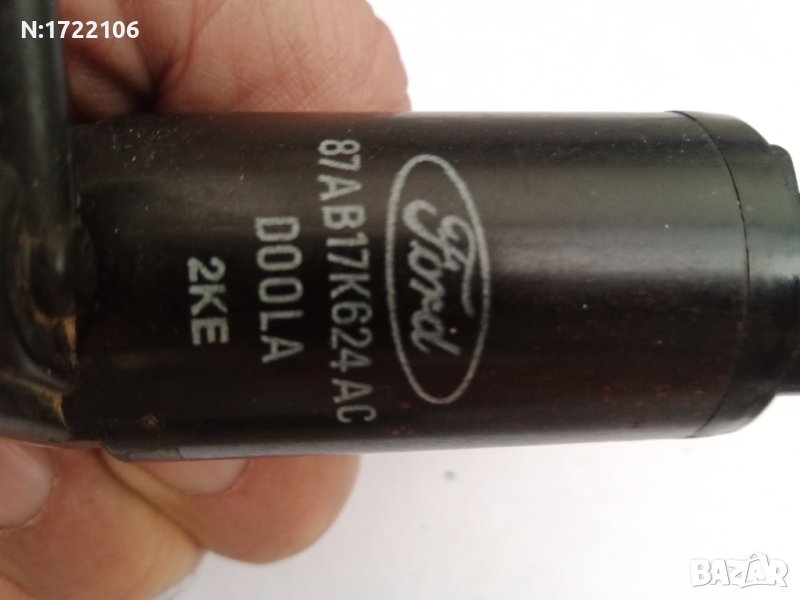 N:1722106
Ford
87AB17K624AC
DOOLA
2KE
BAZAR